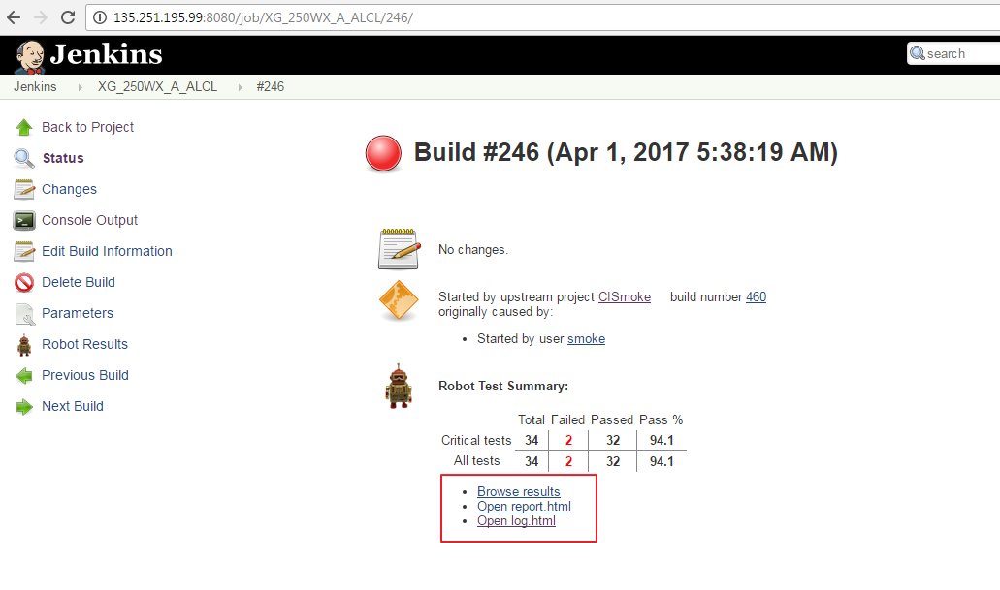 135.251.195.99:8080/job/XG_250WX_A_ALCL/246/
Jenkins
search
Jenkins XG_250WX_A_ALCL #246
Back to Project
Status
Changes
Console Output
Edit Build Information
Delete Build
Parameters
Robot Results
Previous Build
Next Build
Build #246 (Apr 1, 2017 5:38:19 AM)
No changes.
Started by upstream project CISmoke build number 460
originally caused by:
Started by user smoke
Robot Test Summary:
Total Failed Passed Pass %
Critical tests 34 2 32 94.1
All tests 34 2 32 94.1
Browse results
Open report.html
Open log.html